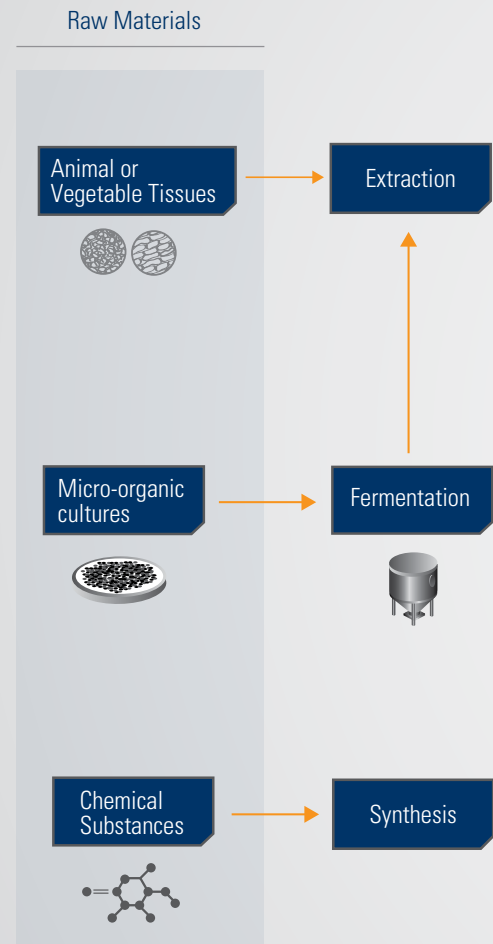 Raw Materials
Animal or
Vegetable Tissues
Extraction
Micro-organic
cultures
Fermentation
Chemical
Substances
Synthesis